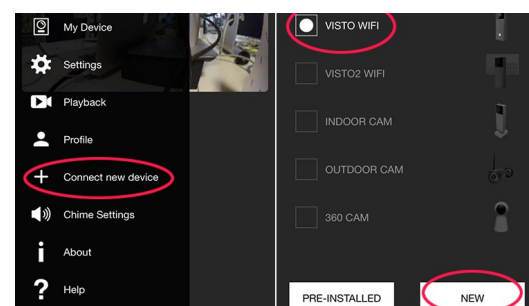 My Device
Settings
Playback
Profile
Connect new device
Chime Settings
About
Help
VISTO WIFI
VISTO2 WIFI
INDOOR CAM
OUTDOOR CAM
360 CAM
PRE-INSTALLED
NEW